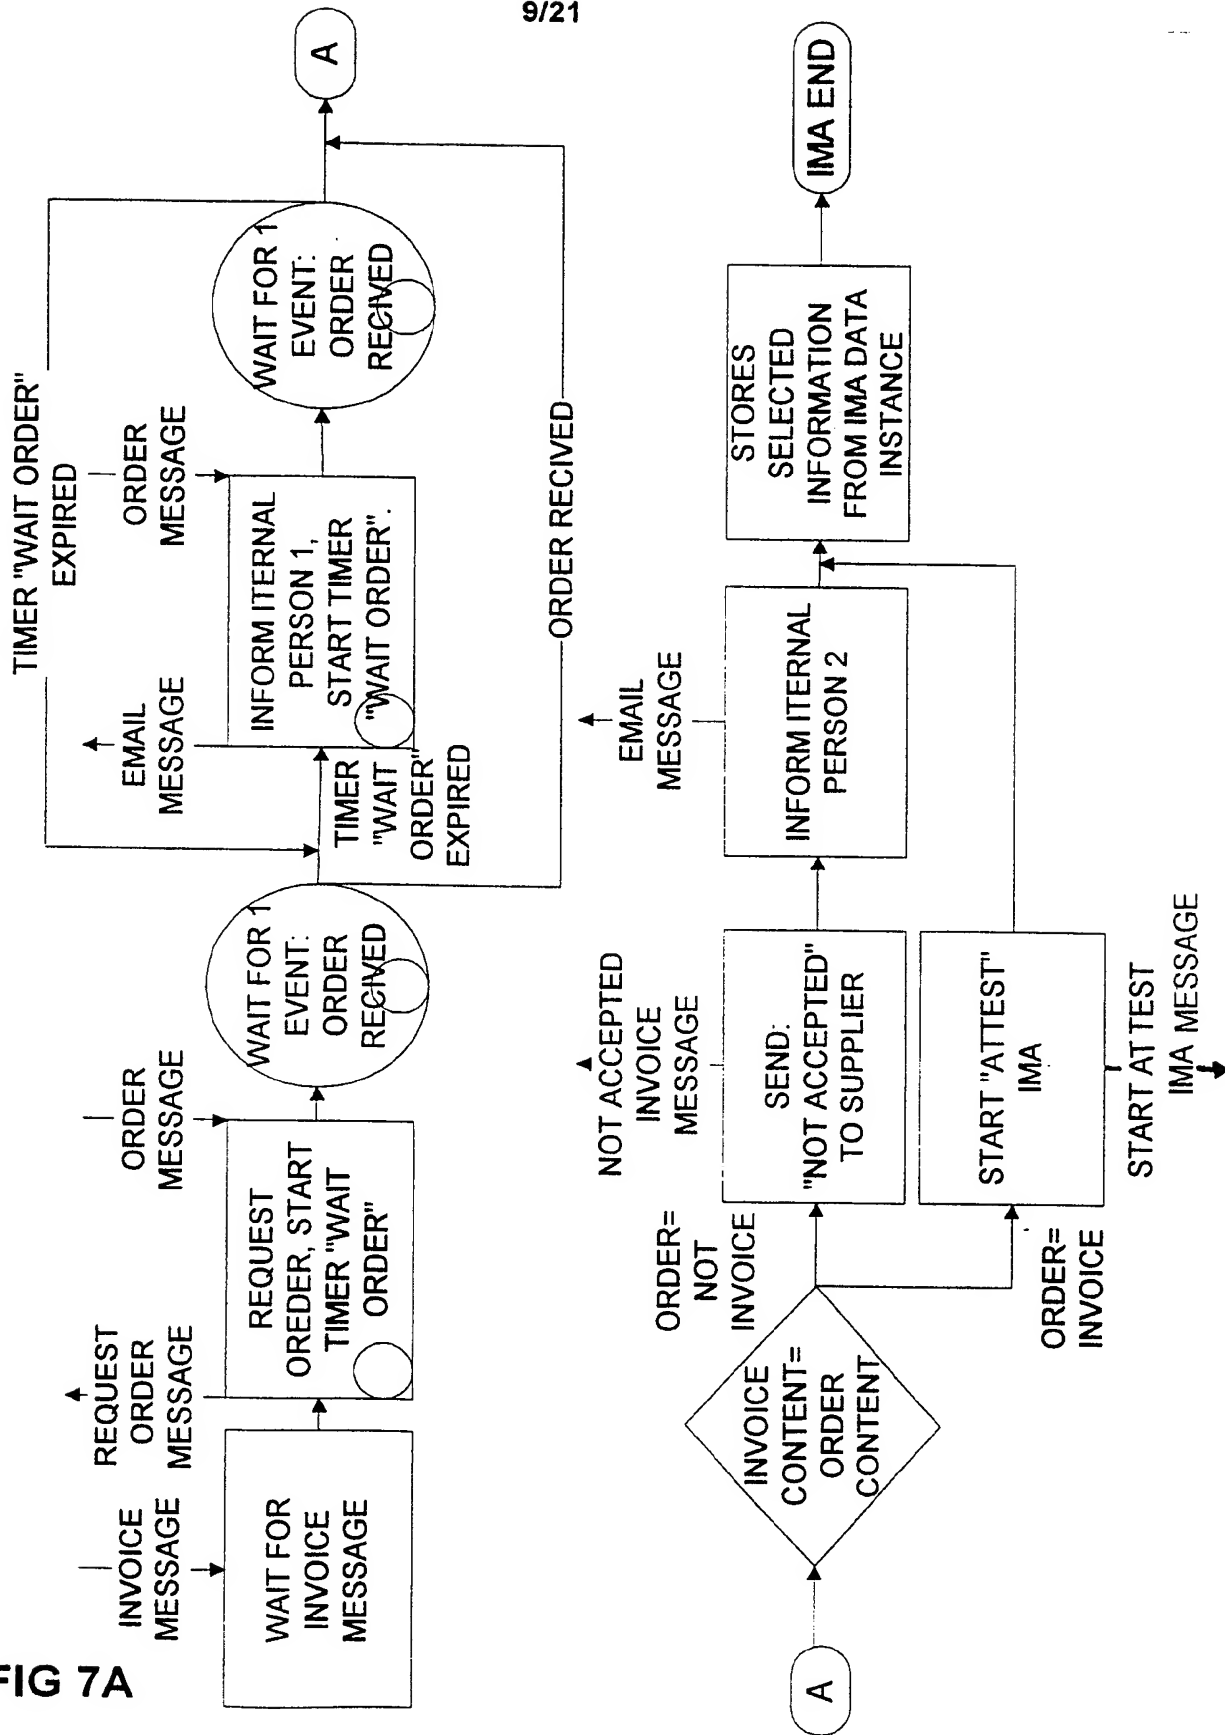 9/21
FIG 7A
INVOICE
MESSAGE
WAIT FOR
INVOICE
MESSAGE
REQUEST
ORDER
MESSAGE
ORDER
MESSAGE
REQUEST
OREDER, START
TIMER "WAIT
ORDER"
WAIT FOR 1
EVENT:
ORDER
RECIVED
TIMER "WAIT ORDER"
EXPIRED
TIMER
"WAIT
ORDER"
EXPIRED
EMAIL
MESSAGE
ORDER
MESSAGE
INFORM ITERNAL
PERSON 1,
START TIMER
"WAIT ORDER".
WAIT FOR 1
EVENT:
ORDER
RECIVED
ORDER RECIVED
A
A
INVOICE
CONTENT=
ORDER
CONTENT
ORDER=
NOT
INVOICE
ORDER=
INVOICE
NOT ACCEPTED
INVOICE
MESSAGE
SEND:
"NOT ACCEPTED"
TO SUPPLIER
START "ATTEST"
IMA
START ATTEST
IMA MESSAGE
EMAIL
MESSAGE
INFORM ITERNAL
PERSON 2
STORES
SELECTED
INFORMATION
FROM IMA DATA
INSTANCE
IMA END